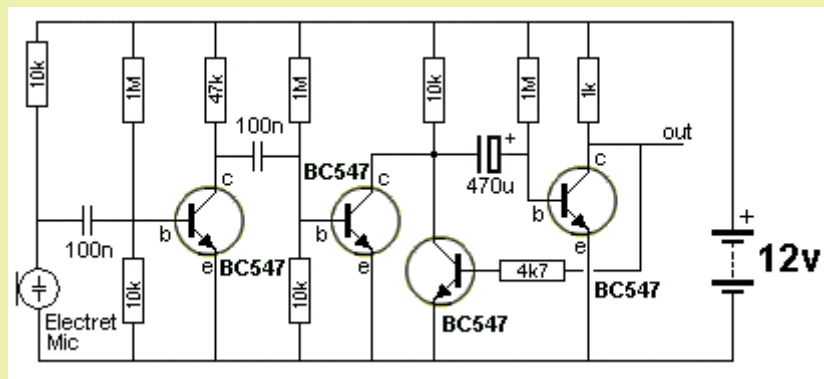 10k
1M
47k
1M
10k
1M
1k
100n
c
BC547
c
+
470u
c
out
100n
b
e
BC547
b
e
b
e
4k7
BC547
BC547
+
12v
10k
10k
Electret
Mic